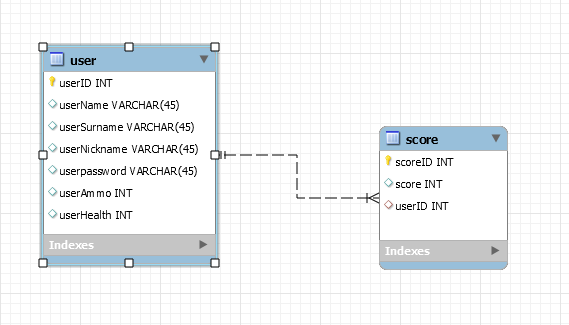 user
userID INT
userName VARCHAR(45)
userSurname VARCHAR(45)
userNickname VARCHAR(45)
userpassword VARCHAR(45)
userAmmo INT
userHealth INT
Indexes
score
scoreID INT
score INT
userID INT
Indexes